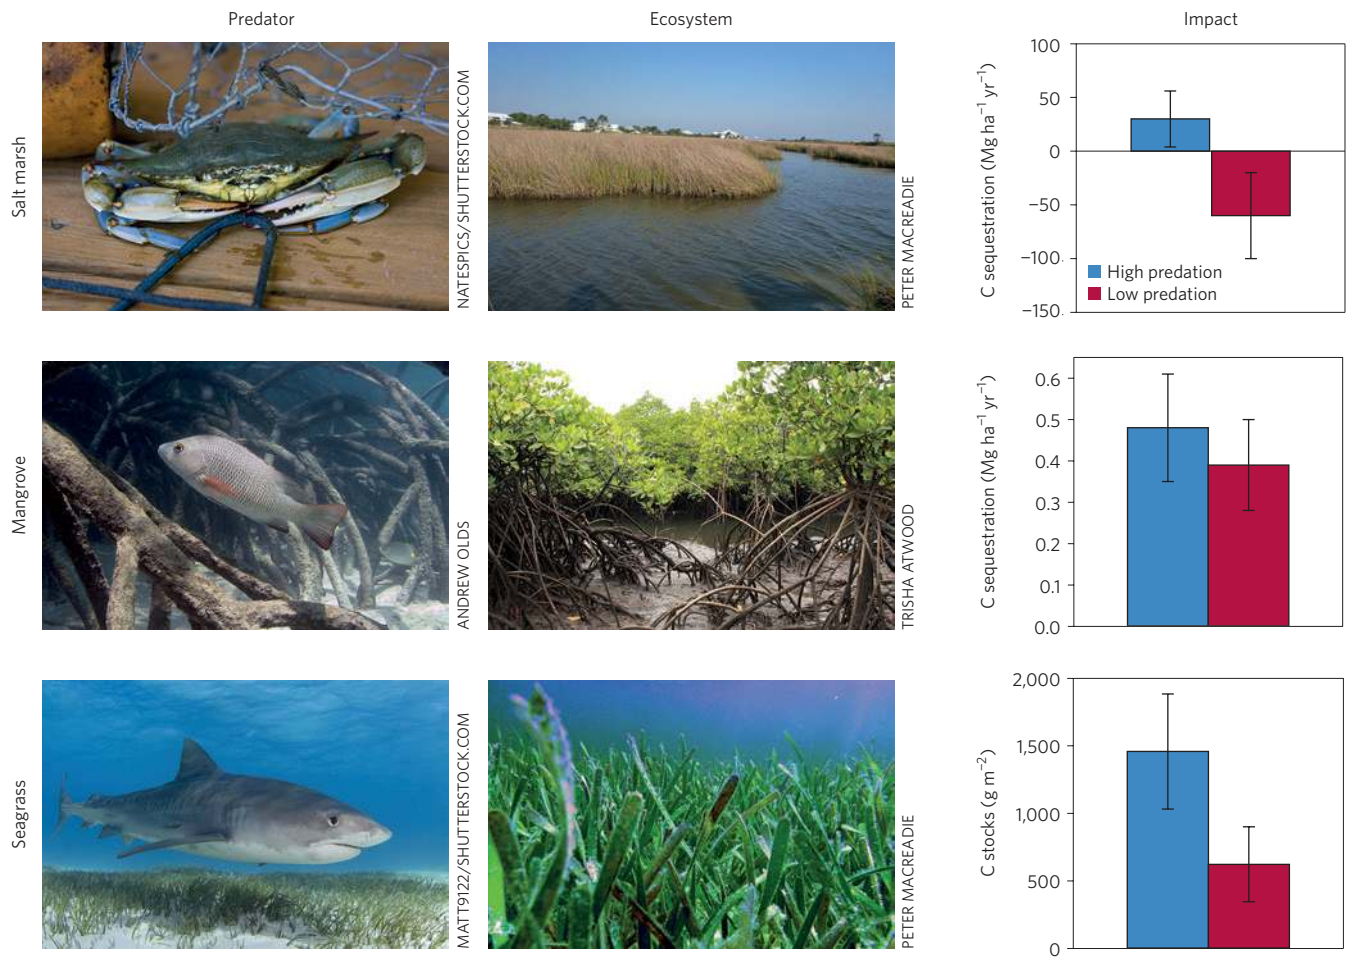 Predator
Ecosystem
Impact
Salt marsh
NATESPICS/SHUTTERSTOCK.COM
PETER MACREADIE
C sequestration (Mg ha⁻¹ yr⁻¹)
100
50
0
−50
−100
−150
High predation
Low predation
Mangrove
ANDREW OLDS
TRISHA ATWOOD
C sequestration (Mg ha⁻¹ yr⁻¹)
0.6
0.5
0.4
0.3
0.2
0.1
0.0
Seagrass
MATT9122/SHUTTERSTOCK.COM
PETER MACREADIE
C stocks (g m⁻²)
2,000
1,500
1,000
500
0